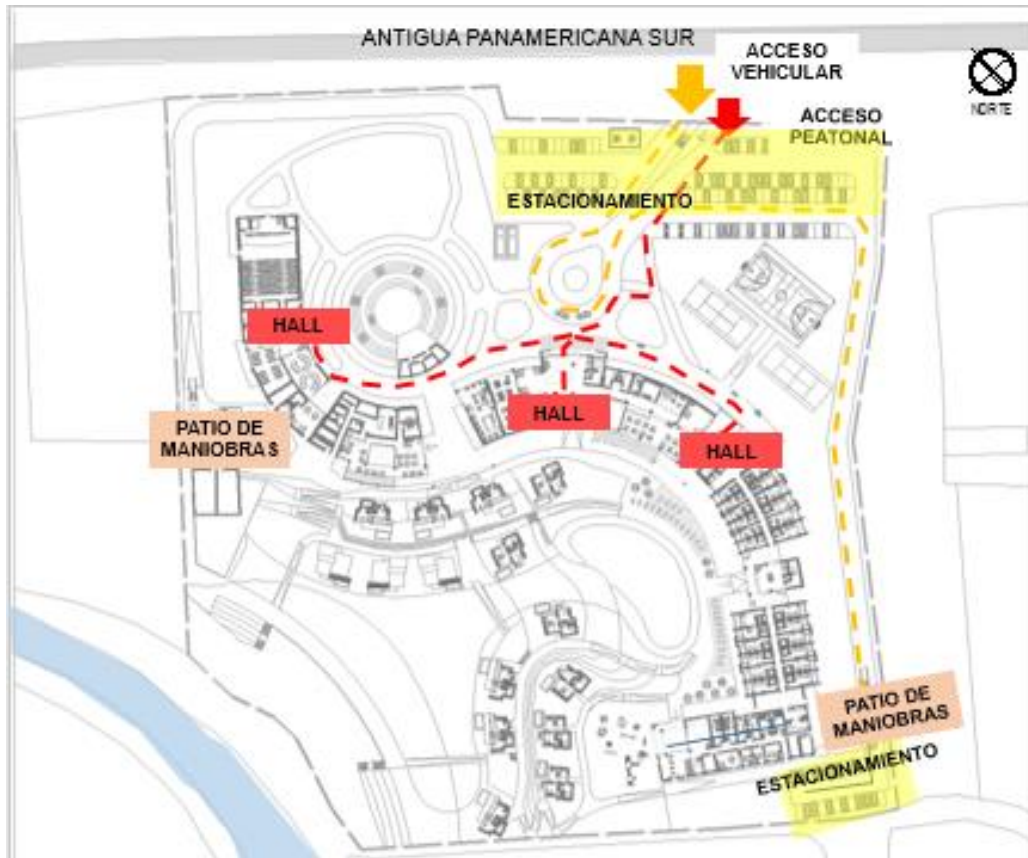 ANTIGUA PANAMERICANA SUR
ACCESO
VEHICULAR
NORTE
ACCESO
PEATONAL
ESTACIONAMIENTO
HALL
HALL
HALL
PATIO DE
MANIOBRAS
PATIO DE
MANIOBRAS
ESTACIONAMIENTO